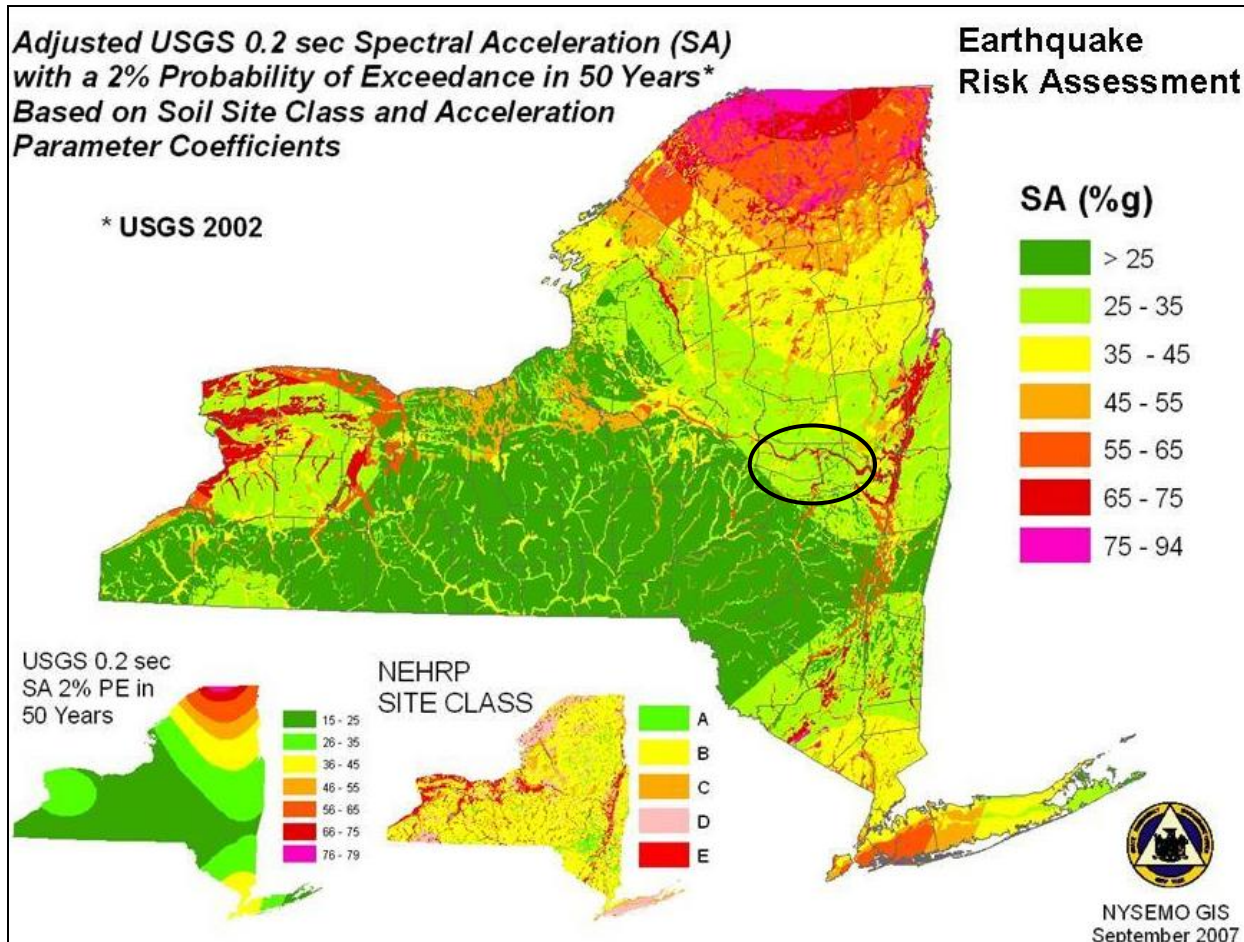 Adjusted USGS 0.2 sec Spectral Acceleration (SA)
with a 2% Probability of Exceedance in 50 Years*
Based on Soil Site Class and Acceleration
Parameter Coefficients
* USGS 2002
Earthquake
Risk Assessment
SA (%g)
> 25
25 - 35
35 - 45
45 - 55
55 - 65
65 - 75
75 - 94
USGS 0.2 sec
SA 2% PE in
50 Years
15 - 25
26 - 35
36 - 45
46 - 55
56 - 65
66 - 75
76 - 79
NEHRP
SITE CLASS
A
B
C
D
E
NYSEMO GIS
September 2007